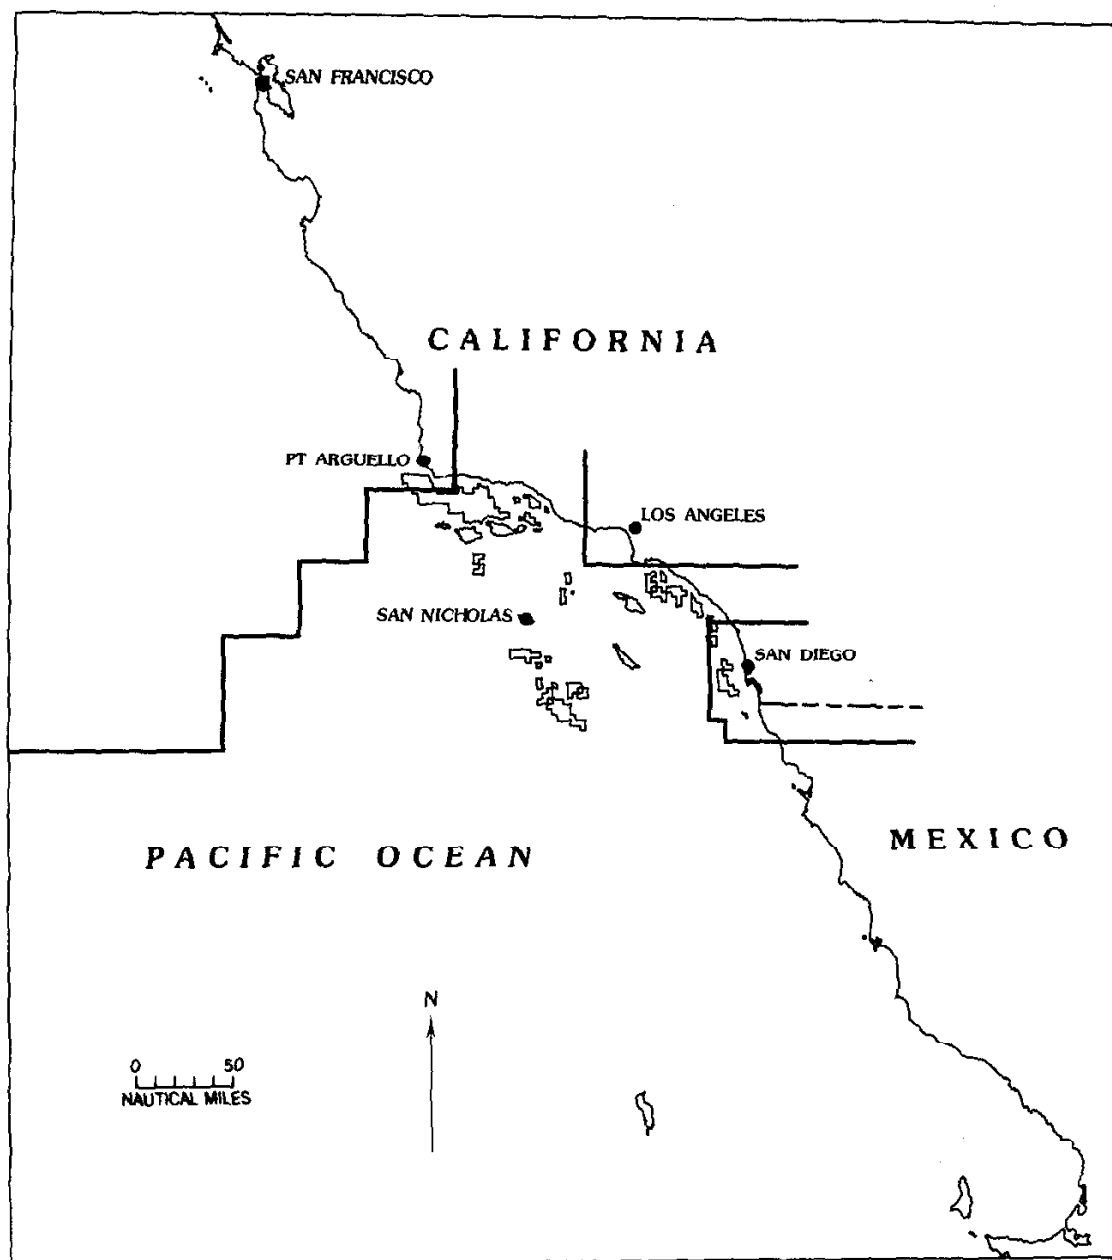 SAN FRANCISCO
CALIFORNIA
PT ARGUELLO
LOS ANGELES
SAN NICHOLAS
SAN DIEGO
MEXICO
PACIFIC OCEAN
N
0 50
NAUTICAL MILES